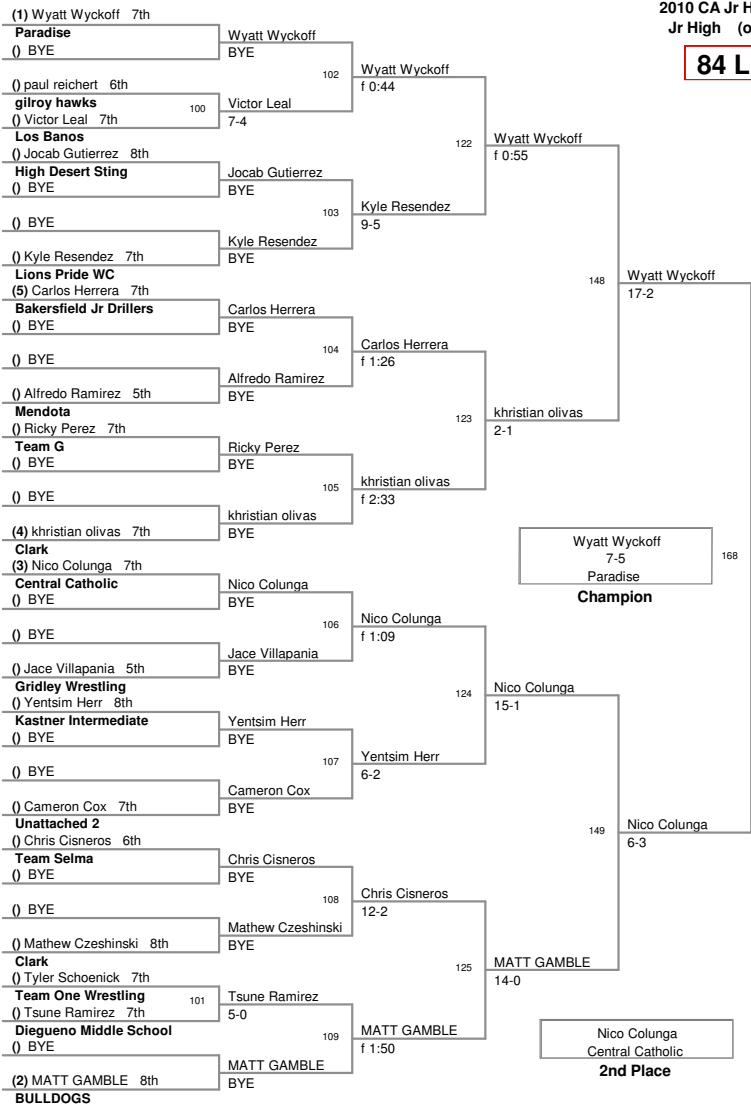 2010 CA Jr H
Jr High (o
84 L
(1) Wyatt Wyckoff 7th
Paradise
() BYE
() paul reichert 6th
gilroy hawks
() Victor Leal 7th
Los Banos
() Jocab Gutierrez 8th
High Desert Sting
() BYE
() BYE
() Kyle Resendez 7th
Lions Pride WC
(5) Carlos Herrera 7th
Bakersfield Jr Drillers
() BYE
() BYE
() Alfredo Ramirez 5th
Mendota
() Ricky Perez 7th
Team G
() BYE
() BYE
(4) khristian olivas 7th
Clark
(3) Nico Colunga 7th
Central Catholic
() BYE
() BYE
() Jace Villapania 5th
Gridley Wrestling
() Yentsim Herr 8th
Kastner Intermediate
() BYE
() BYE
() Cameron Cox 7th
Unattached 2
() Chris Cisneros 6th
Team Selma
() BYE
() BYE
() Mathew Czeshinski 8th
Clark
() Tyler Schoenick 7th
Team One Wrestling
() Tsune Ramirez 7th
Diegueno Middle School
() BYE
(2) MATT GAMBLE 8th
BULLDOGS
100
101
Wyatt Wyckoff
BYE
Victor Leal
7-4
Jocab Gutierrez
BYE
Kyle Resendez
BYE
Carlos Herrera
BYE
Alfredo Ramirez
BYE
Ricky Perez
BYE
khristian olivas
BYE
Nico Colunga
BYE
Jace Villapania
BYE
Yentsim Herr
BYE
Cameron Cox
BYE
Chris Cisneros
BYE
Mathew Czeshinski
BYE
Tsune Ramirez
5-0
MATT GAMBLE
BYE
102
103
104
105
106
107
108
109
Wyatt Wyckoff
f 0:44
Kyle Resendez
9-5
Carlos Herrera
f 1:26
khristian olivas
f 2:33
Nico Colunga
f 1:09
Yentsim Herr
6-2
Chris Cisneros
12-2
MATT GAMBLE
f 1:50
122
123
124
125
Wyatt Wyckoff
f 0:55
khristian olivas
2-1
Nico Colunga
15-1
MATT GAMBLE
14-0
148
149
Wyatt Wyckoff
17-2
Nico Colunga
6-3
168
Wyatt Wyckoff
7-5
Paradise
Champion
Nico Colunga
Central Catholic
2nd Place